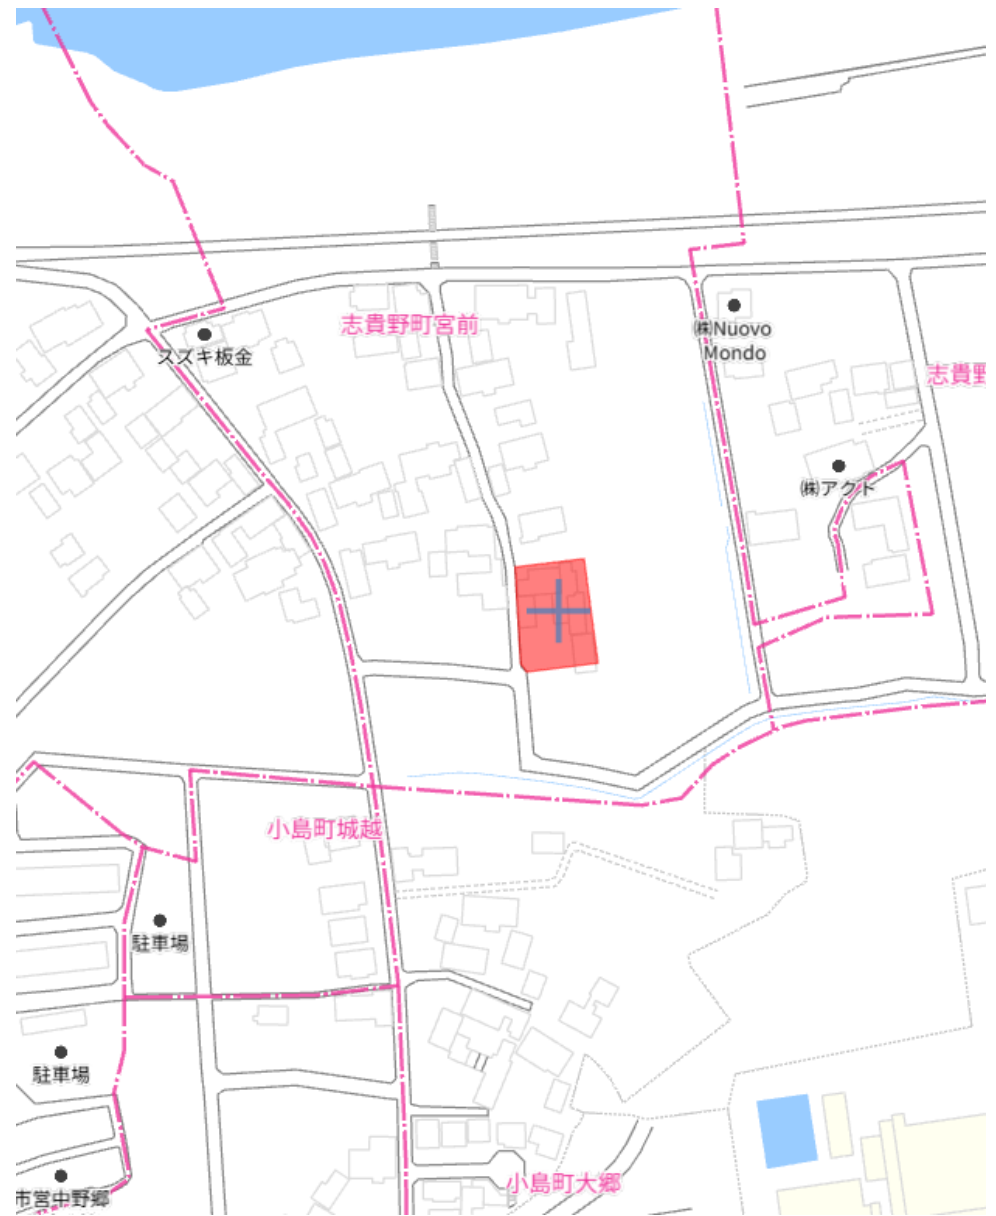 志貴野町宮前
㈱Nuovo
Mondo
スズキ板金
志貴野
㈱アクト
小島町城越
駐車場
駐車場
小島町大郷
市営中野郷